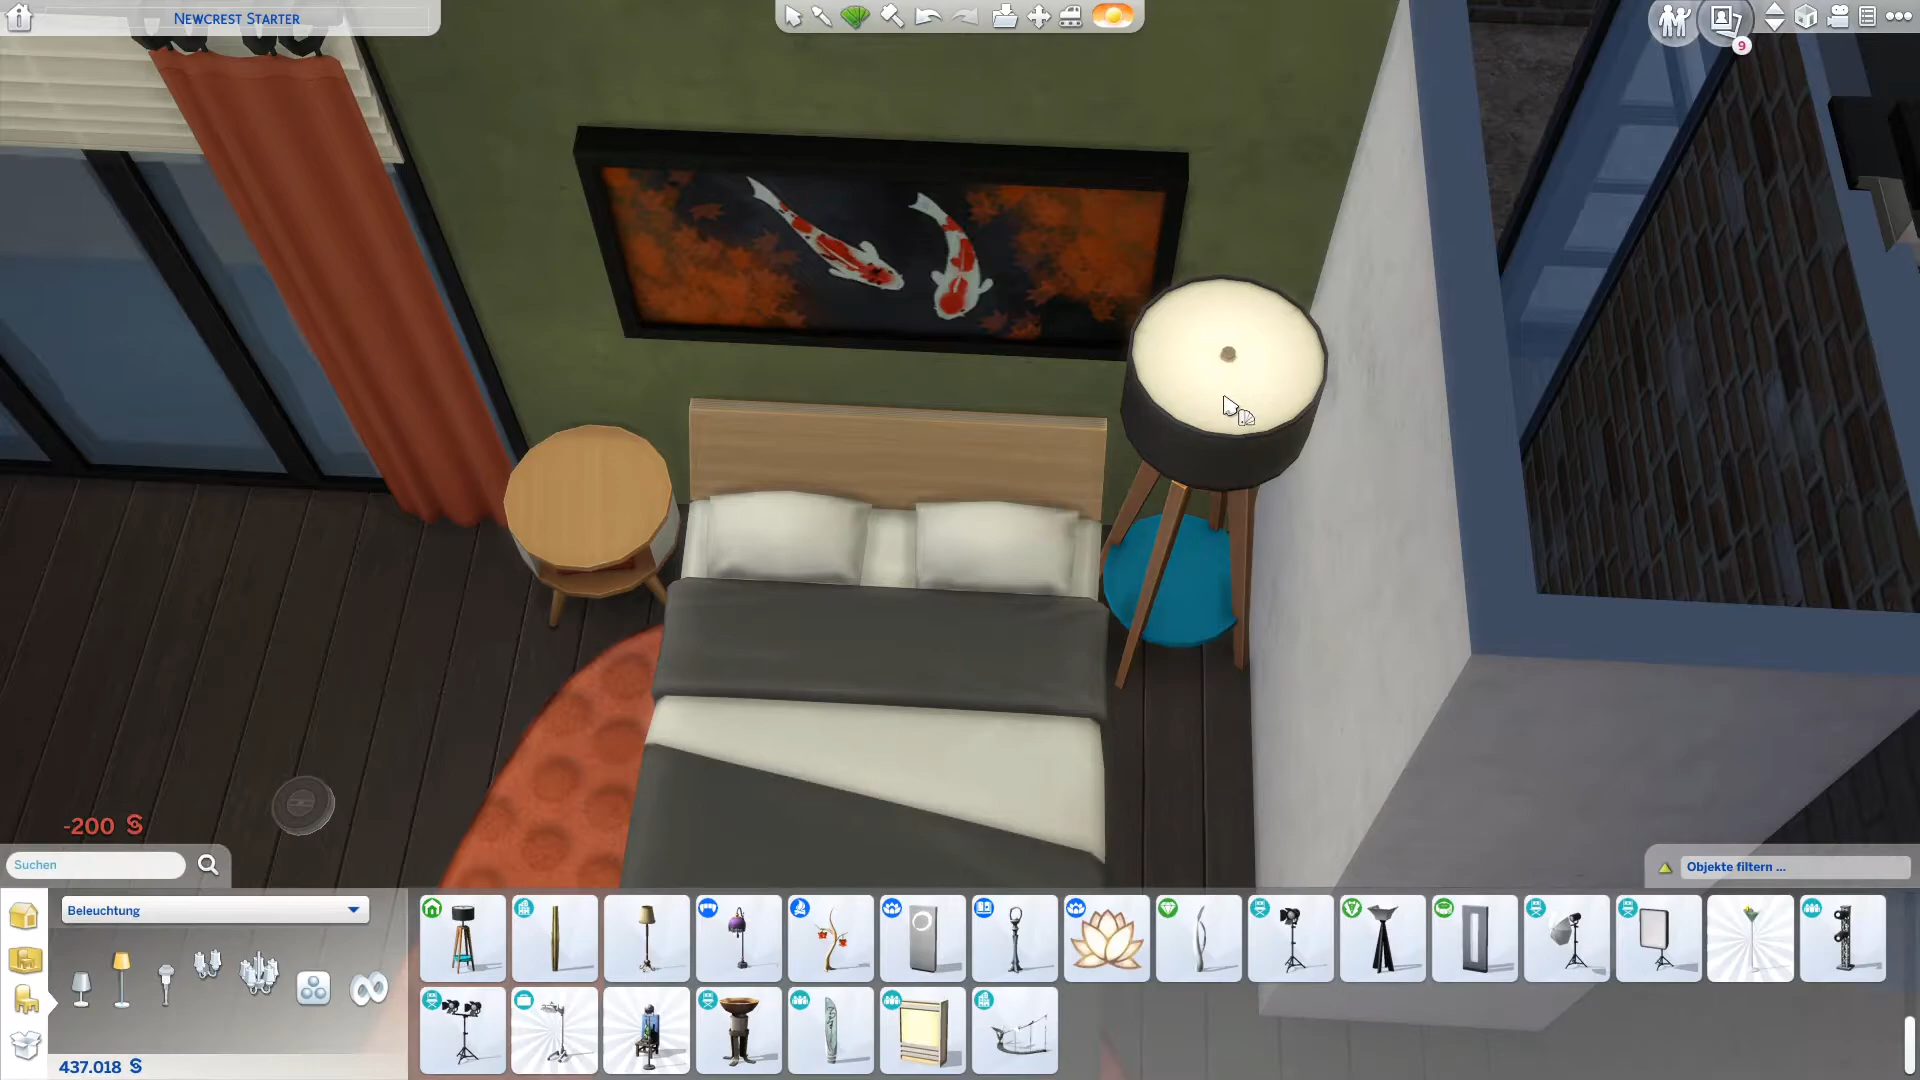 NEWCREST STARTER
9
-200 §
Suchen
Objekte filtern ...
Beleuchtung
437.018 §